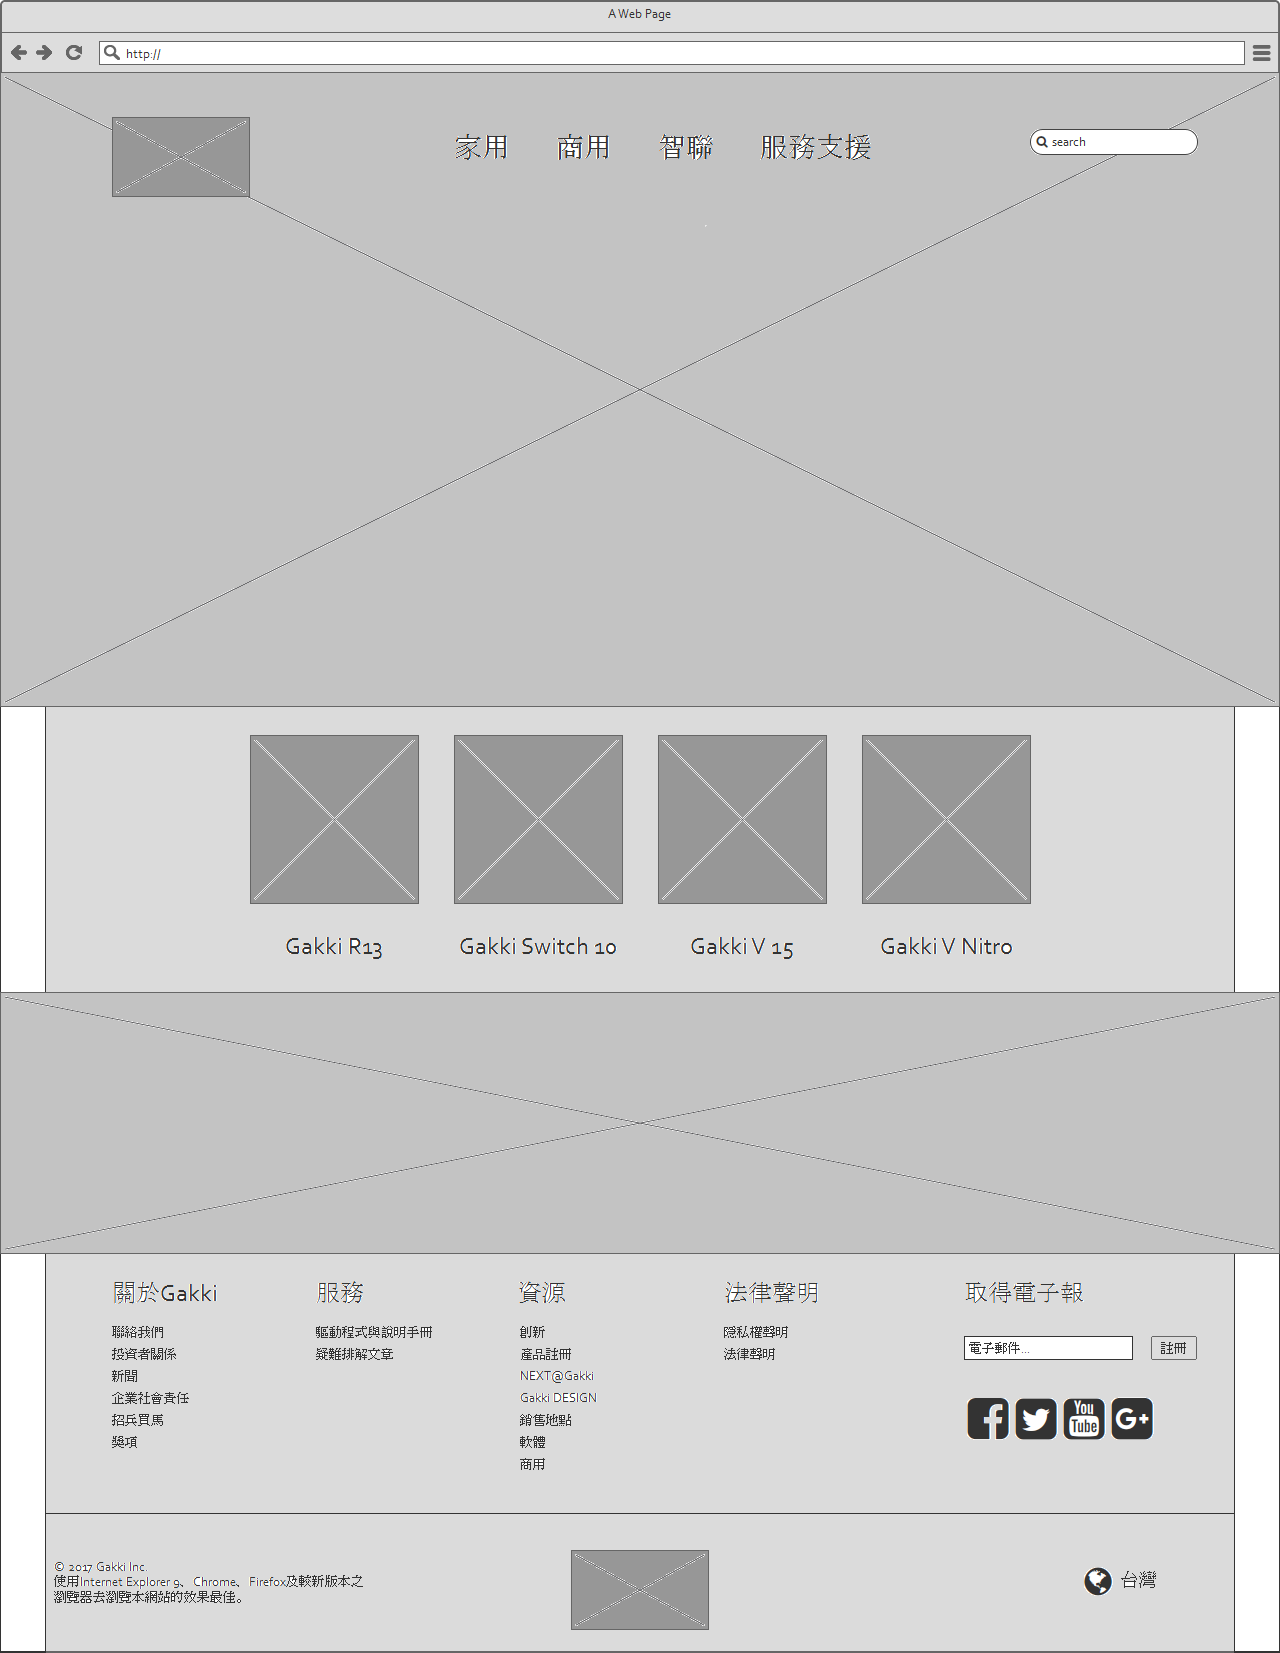 A Web Page
http://
家用
商用
智聯
服務支援
search
Gakki R13
Gakki Switch 10
Gakki V 15
Gakki V Nitro
關於Gakki
聯絡我們
投資者關係
新聞
企業社會責任
招兵買馬
獎項
服務
驅動程式與說明手冊
疑難排解文章
資源
創新
產品註冊
NEXT@Gakki
Gakki DESIGN
銷售地點
軟體
商用
法律聲明
隱私權聲明
法律聲明
取得電子報
電子郵件...
註冊
You
Tube
G+
© 2017 Gakki Inc.
使用Internet Explorer 9、Chrome、Firefox及較新版本之
瀏覽器去瀏覽本網站的效果最佳。
台灣